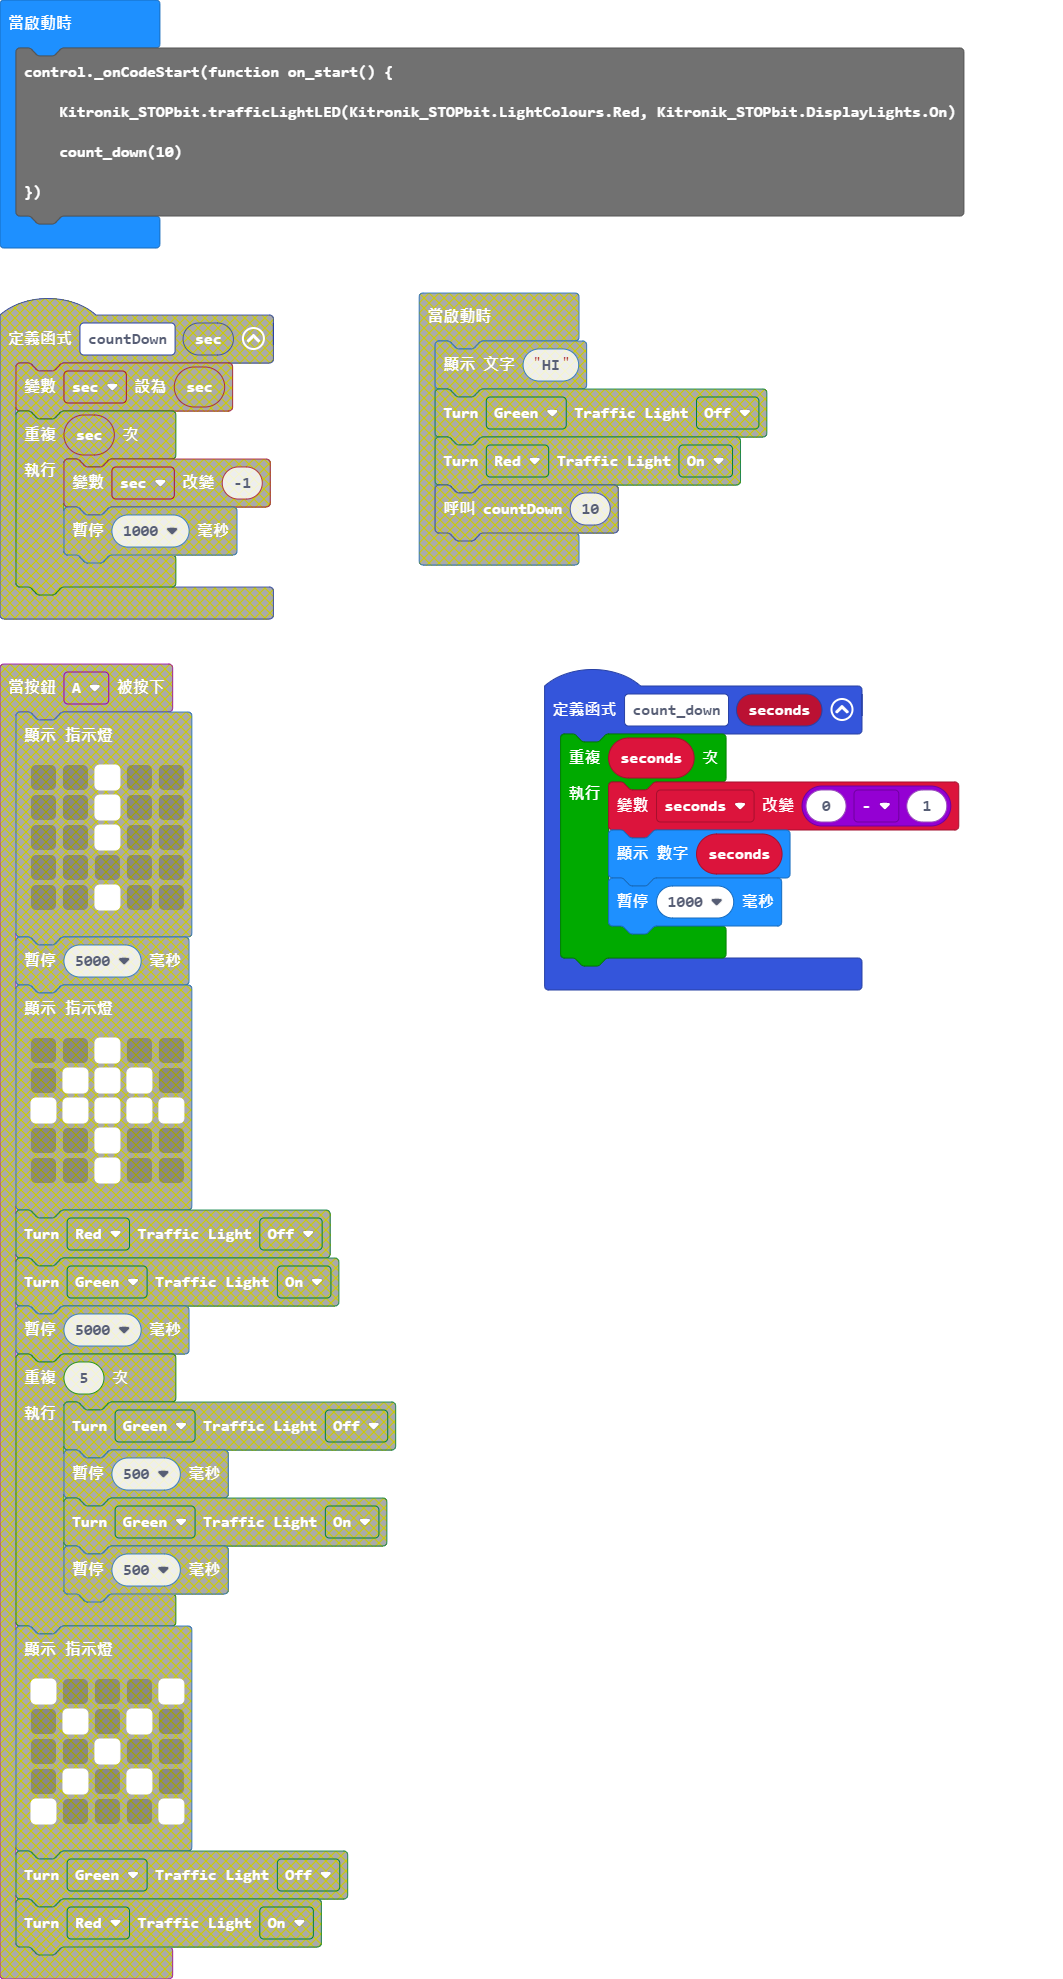 當啟動時
control._onCodeStart(function on_start() {
Kitronik_STOPbit.trafficLightLED(Kitronik_STOPbit.LightColours.Red, Kitronik_STOPbit.DisplayLights.On)
count_down(10)
})
定義函式 countDown sec
變數 sec 設為 sec
重複 sec 次
執行
變數 sec 改變 -1
暫停 1000 毫秒
當啟動時
顯示 文字 "HI"
Turn Green Traffic Light Off
Turn Red Traffic Light On
呼叫 countDown 10
當按鈕 A 被按下
顯示 指示燈
暫停 5000 毫秒
顯示 指示燈
Turn Red Traffic Light Off
Turn Green Traffic Light On
暫停 5000 毫秒
重複 5 次
執行
Turn Green Traffic Light Off
暫停 500 毫秒
Turn Green Traffic Light On
暫停 500 毫秒
顯示 指示燈
Turn Green Traffic Light Off
Turn Red Traffic Light On
定義函式 count_down seconds
重複 seconds 次
執行
變數 seconds 改變 0 - 1
顯示 數字 seconds
暫停 1000 毫秒